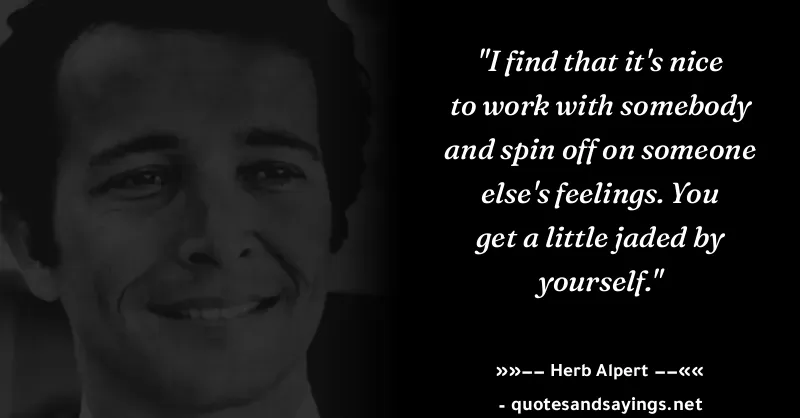 "I find that it's nice
to work with somebody
and spin off on someone
else's feelings. You
get a little jaded by
yourself."
»»−− Herb Alpert −−««
- quotesandsayings.net